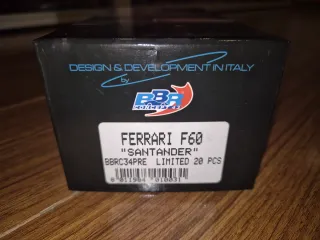 DESIGN & DEVELOPMENT IN ITALY
by
BBR
FERRARI F60
"SANTANDER"
BBRC34PRE LIMITED 20 PCS